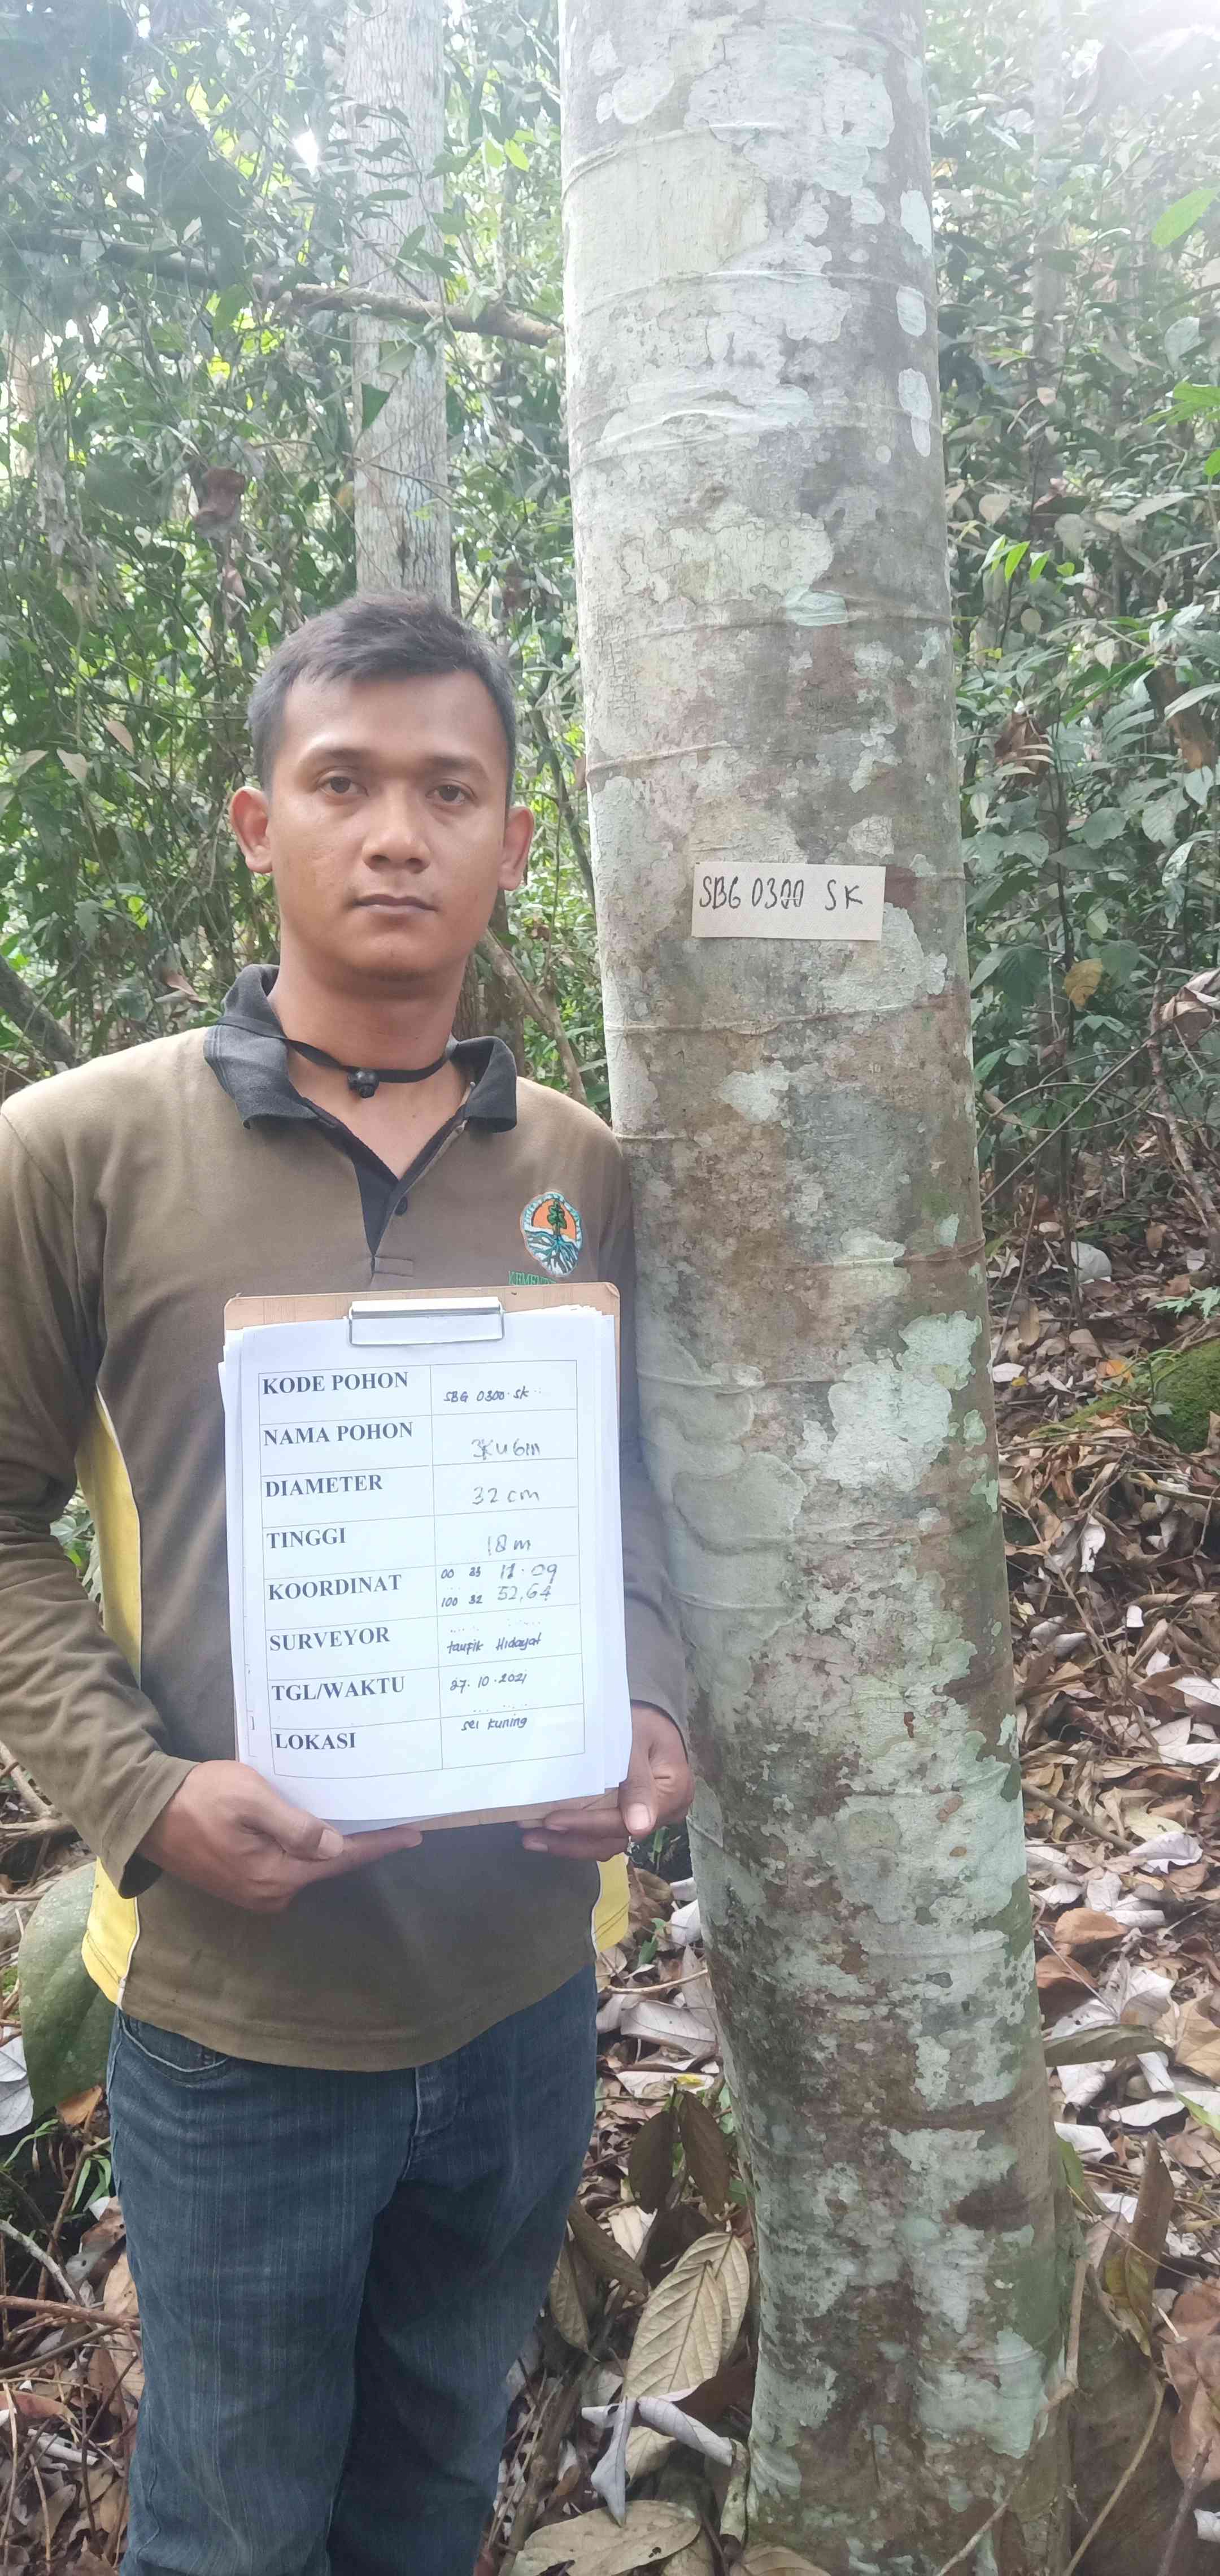 SBG 0300 SK
KODE POHON SBG 0300.SK
NAMA POHON
DIAMETER 32 cm
TINGGI 18 m
KOORDINAT 00 23 11.09
100 32 52,64
SURVEYOR taufik Hidayat
TGL/WAKTU 27.10.2021
LOKASI sei kuning